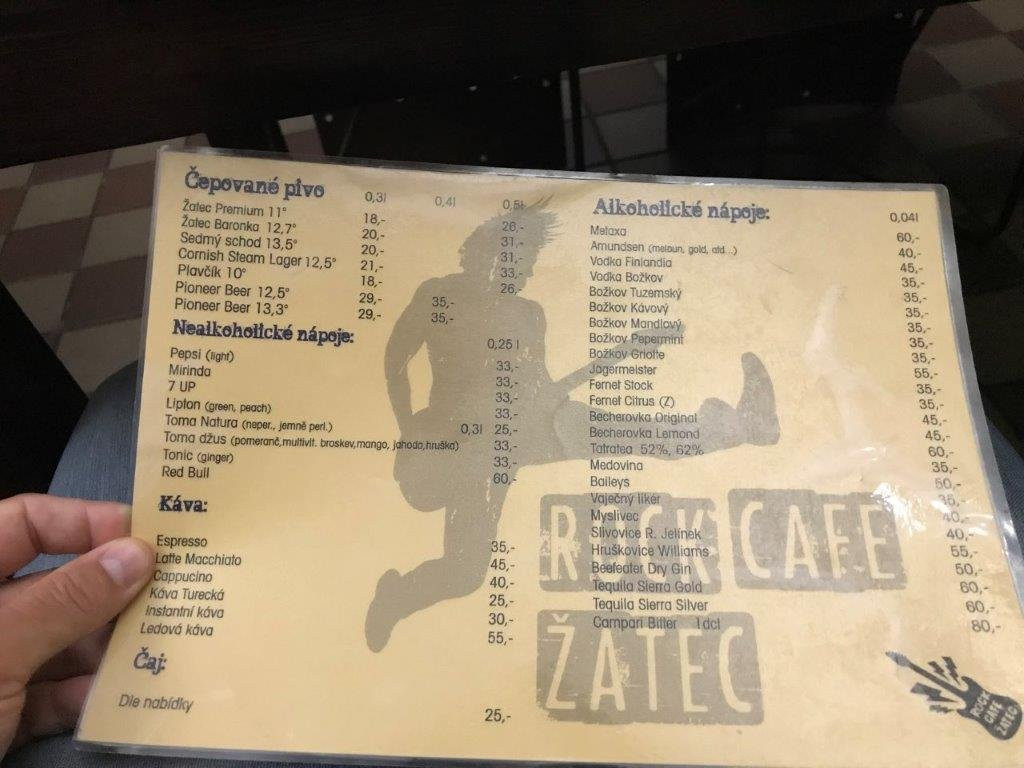 Čepované pivo 0,3l 0,4l 0,5l
Žatec Premium 11° 18,- 26,-
Žatec Baronka 12,7° 20,- 31,-
Sedmý schod 13,5° 20,- 31,-
Cornish Steam Lager 12,5° 21,- 33,-
Plavčík 10° 18,- 26,-
Pioneer Beer 12,5° 29,- 35,-
Pioneer Beer 13,3° 29,- 35,-
Nealkoholické nápoje: 0,25 l
Pepsi (light) 33,-
Mirinda 33,-
7 UP 33,-
Lipton (green, peach) 33,-
Toma Natura (neper., jemně perl.) 0,3l 25,-
Toma džus (pomeranč,multivit. broskev,mango, jahoda,hruška) 33,-
Tonic (ginger) 33,-
Red Bull 60,-
Káva:
Espresso 35,-
Latte Macchiato 45,-
Cappucino 40,-
Káva Turecká 25,-
Instantní káva 30,-
Ledová káva 55,-
Čaj:
Dle nabídky 25,-
Alkoholické nápoje: 0,04l
Metaxa 60,-
Amundsen (meloun, gold, atd...) 40,-
Vodka Finlandia 45,-
Vodka Božkov 35,-
Božkov Tuzemský 35,-
Božkov Kávový 35,-
Božkov Mandlový 35,-
Božkov Pepermint 35,-
Božkov Griotte 35,-
Jagermeister 55,-
Fernet Stock 35,-
Fernet Citrus (Z) 35,-
Becherovka Original 45,-
Becherovka Lemond 45,-
Tatratea 52%, 62% 60,-
Medovina 35,-
Baileys 50,-
Vaječný likér 35,-
Myslivec 40,-
Slivovice R. Jelínek 40,-
Hruškovice Williams 55,-
Beefeater Dry Gin 50,-
Tequila Sierra Gold 60,-
Tequila Sierra Silver 60,-
Campari Bitter 1dcl 80,-
ROCK CAFE
ŽATEC
ROCK
CAFE
ŽATEC